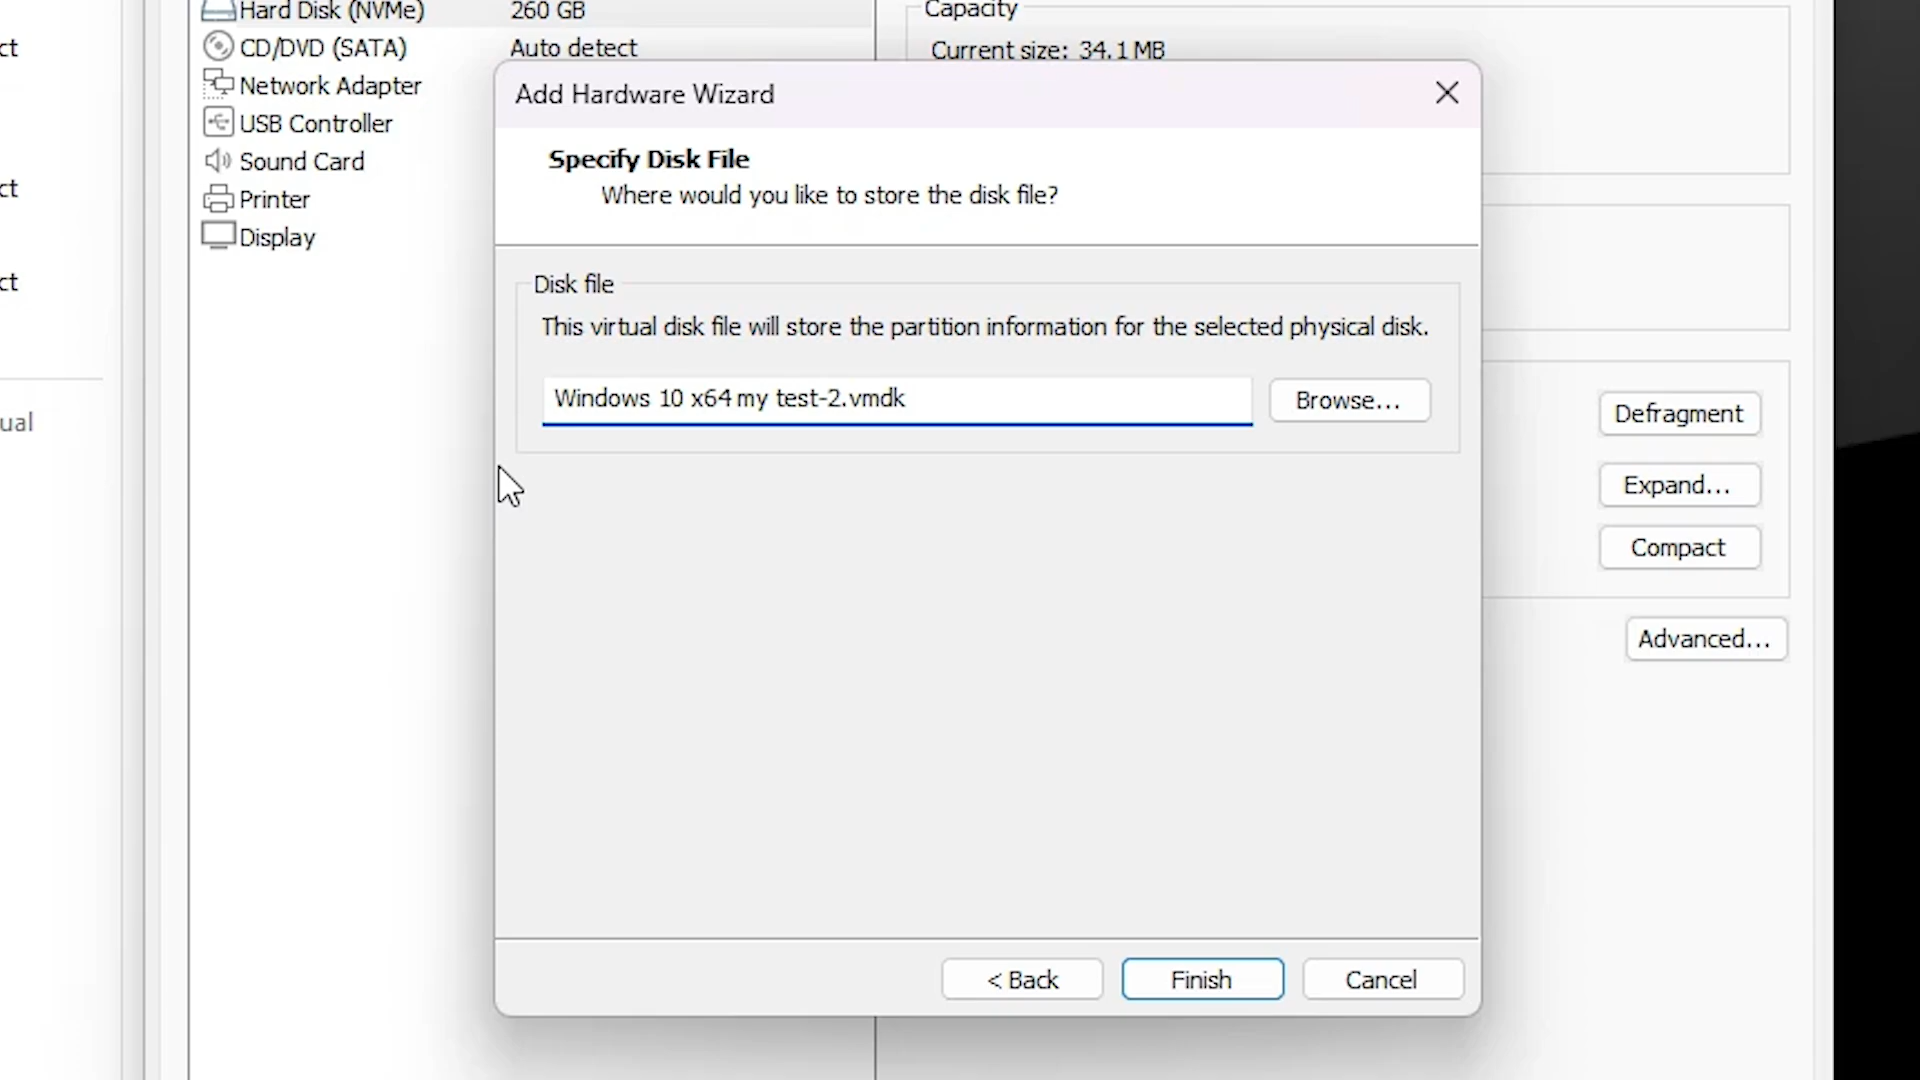 Hard Disk (NVMe) 260 GB
CD/DVD (SATA) Auto detect
Network Adapter
USB Controller
Sound Card
Printer
Display
ct
ct
ct
ual
Capacity
Current size: 34.1 MB
Add Hardware Wizard
Specify Disk File
Where would you like to store the disk file?
Disk file
This virtual disk file will store the partition information for the selected physical disk.
Windows 10 x64 my test-2.vmdk
Browse...
Defragment
Expand...
Compact
Advanced...
< Back
Finish
Cancel